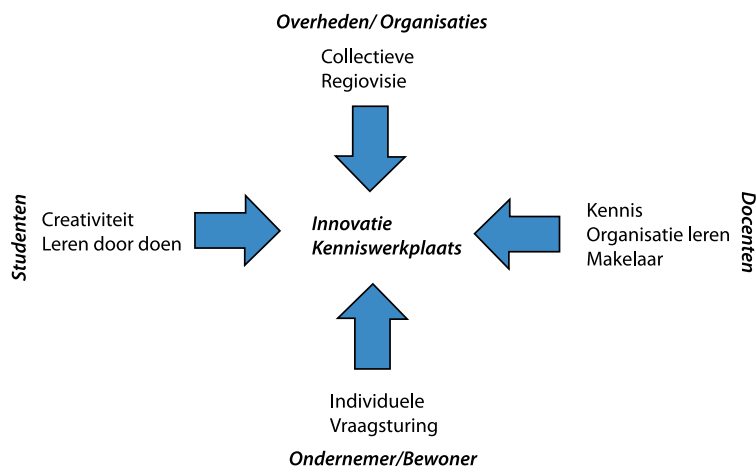 Overheden/ Organisaties
Collectieve
Regiovisie
Studenten
Creativiteit
Leren door doen
Innovatie
Kenniswerkplaats
Kennis
Organisatie leren
Makelaar
Docenten
Individuele
Vraagsturing
Ondernemer/Bewoner